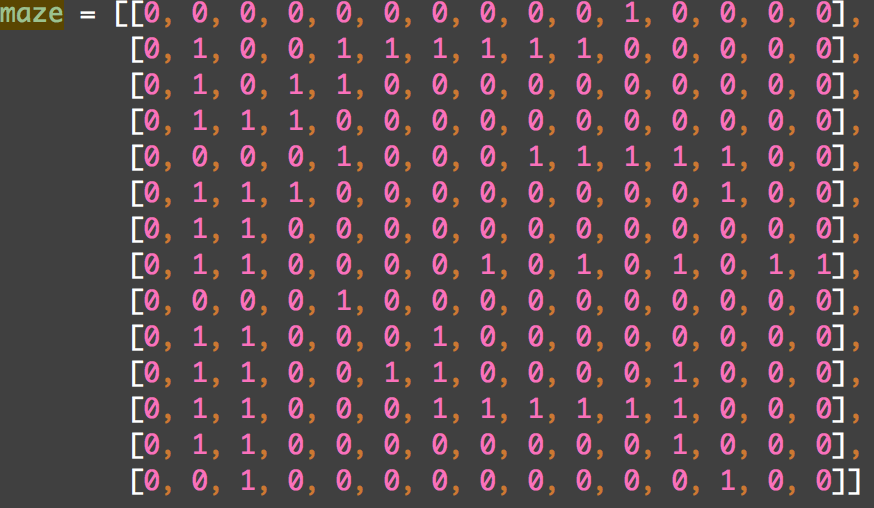 maze = [[0, 0, 0, 0, 0, 0, 0, 0, 0, 0, 1, 0, 0, 0, 0],
[0, 1, 0, 0, 1, 1, 1, 1, 1, 1, 0, 0, 0, 0, 0],
[0, 1, 0, 1, 1, 0, 0, 0, 0, 0, 0, 0, 0, 0, 0],
[0, 1, 1, 1, 0, 0, 0, 0, 0, 0, 0, 0, 0, 0, 0],
[0, 0, 0, 0, 1, 0, 0, 0, 1, 1, 1, 1, 1, 0, 0],
[0, 1, 1, 1, 0, 0, 0, 0, 0, 0, 0, 0, 1, 0, 0],
[0, 1, 1, 0, 0, 0, 0, 0, 0, 0, 0, 0, 0, 0, 0],
[0, 1, 1, 0, 0, 0, 0, 1, 0, 1, 0, 1, 0, 1, 1],
[0, 0, 0, 0, 1, 0, 0, 0, 0, 0, 0, 0, 0, 0, 0],
[0, 1, 1, 0, 0, 0, 1, 0, 0, 0, 0, 0, 0, 0, 0],
[0, 1, 1, 0, 0, 1, 1, 0, 0, 0, 0, 1, 0, 0, 0],
[0, 1, 1, 0, 0, 0, 1, 1, 1, 1, 1, 1, 0, 0, 0],
[0, 1, 1, 0, 0, 0, 0, 0, 0, 0, 0, 1, 0, 0, 0],
[0, 0, 1, 0, 0, 0, 0, 0, 0, 0, 0, 0, 1, 0, 0]]